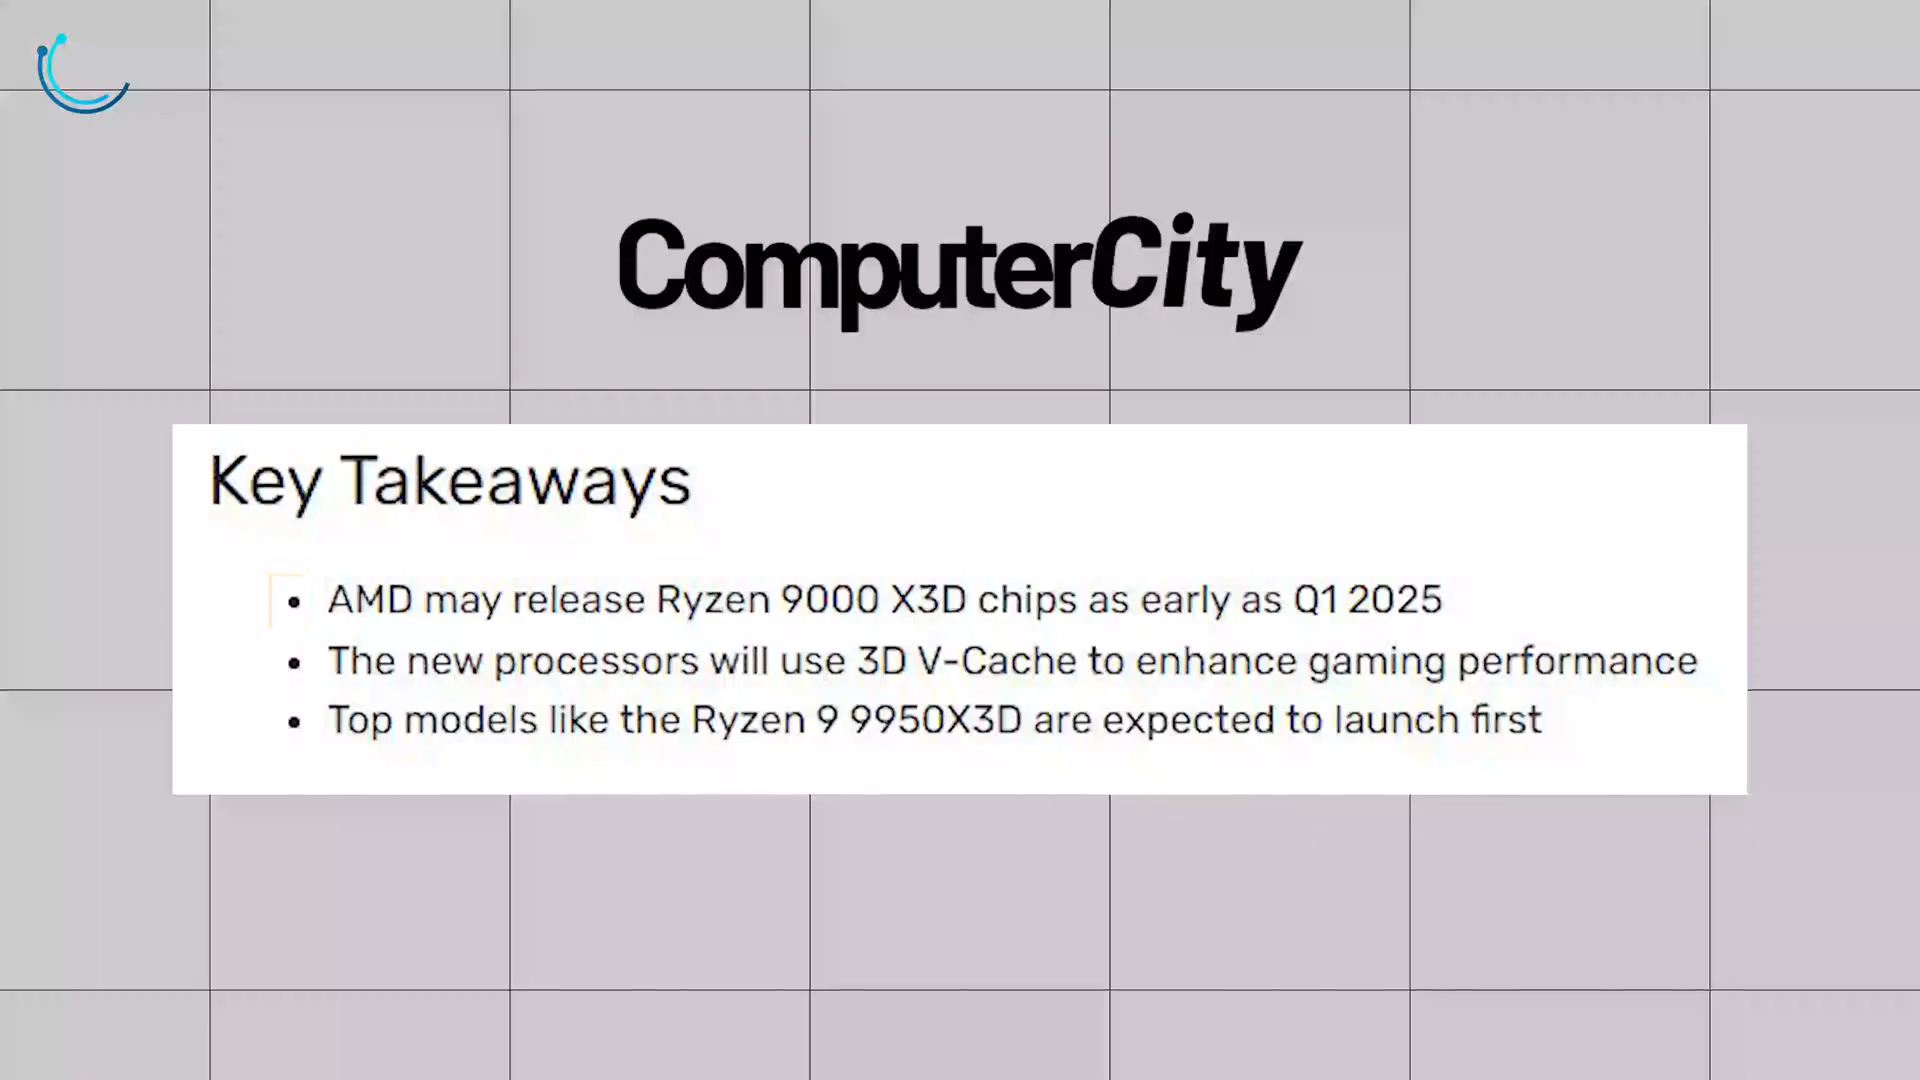 ComputerCity
Key Takeaways
• AMD may release Ryzen 9000 X3D chips as early as Q1 2025
• The new processors will use 3D V-Cache to enhance gaming performance
• Top models like the Ryzen 9 9950X3D are expected to launch first